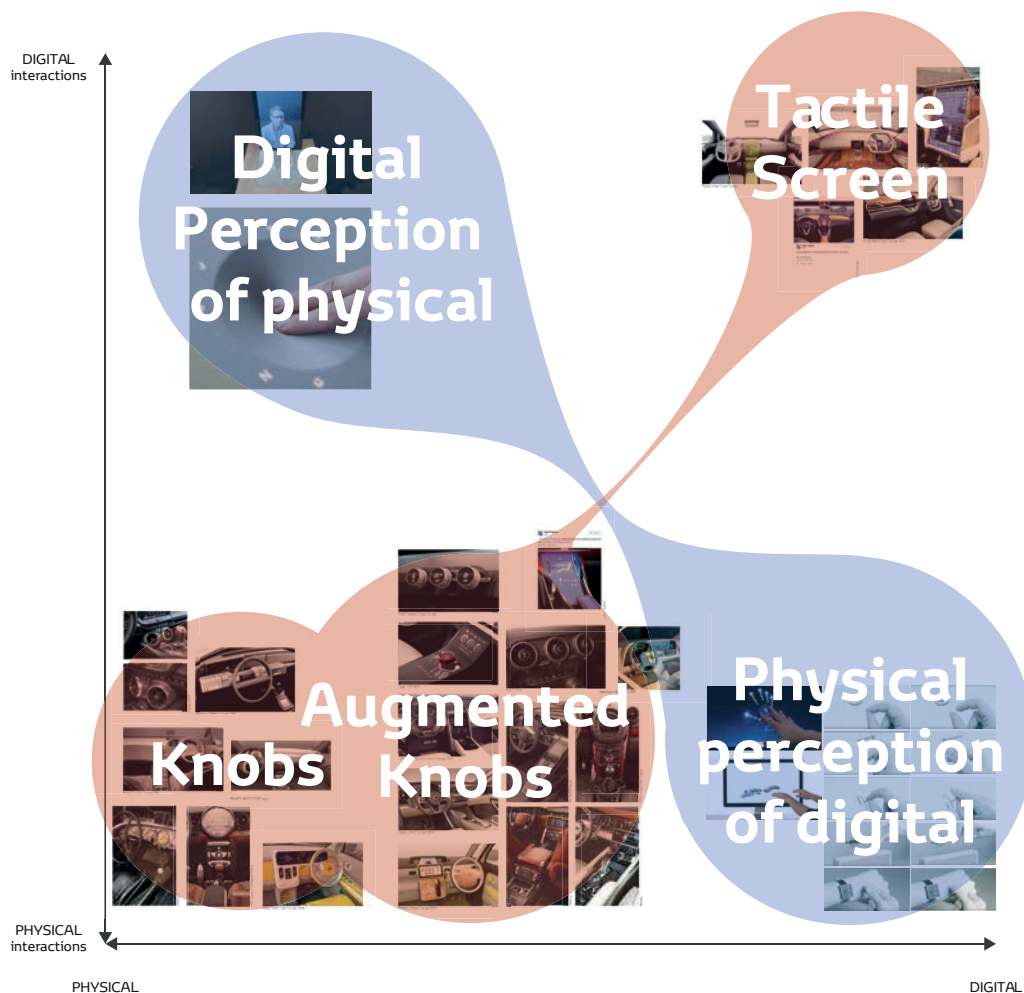 DIGITAL
interactions
Tactile
Screen
Digital
Perception
of physical
Augmented
Knobs
Knobs
Physical
perception
of digital
PHYSICAL
interactions
PHYSICAL
DIGITAL